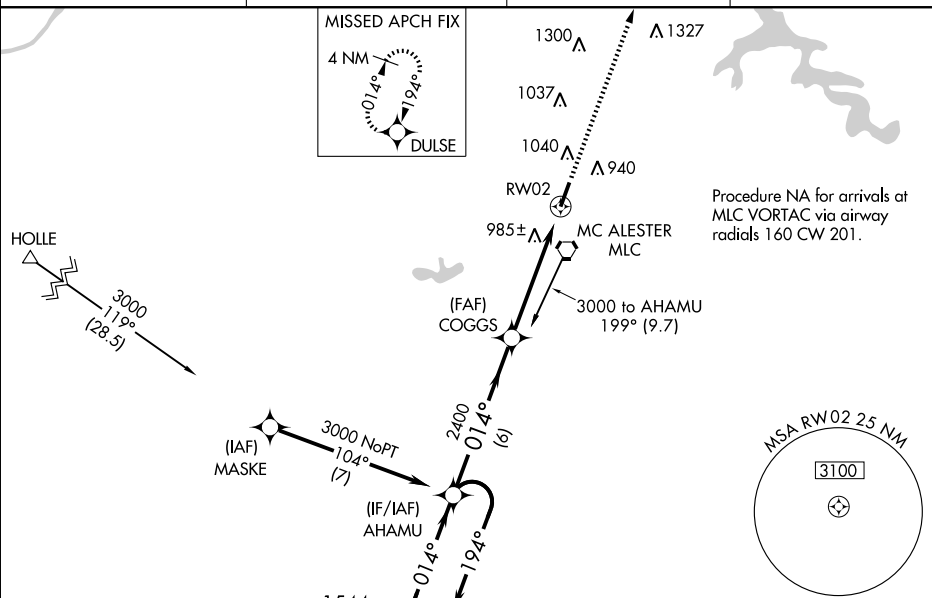 MISSED APCH FIX
4 NM
014°
194°
DULSE
1300
1327
1037
1040
940
RW02
985±
MC ALESTER
MLC
Procedure NA for arrivals at
MLC VORTAC via airway
radials 160 CW 201.
HOLLE
3000
119°
(28.5)
(FAF)
COGGS
3000 to AHAMU
199° (9.7)
2400
014°
(6)
(IAF)
MASKE
3000 NoPT
104°
(7)
(IF/IAF)
AHAMU
014°
194°
MSA RW02 25 NM
3100